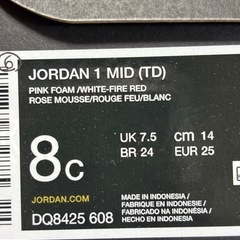 6
JORDAN 1 MID (TD)
PINK FOAM /WHITE-FIRE RED
ROSE MOUSSE/ROUGE FEU/BLANC
8C
UK 7.5 cm 14
BR 24 EUR 25
JORDAN.COM
DQ8425 608
MADE IN INDONESIA /
FABRIQUÉ EN INDONÉSIE /
FABRICADO NA INDONÉSIA /
HECHO EN INDONESIA